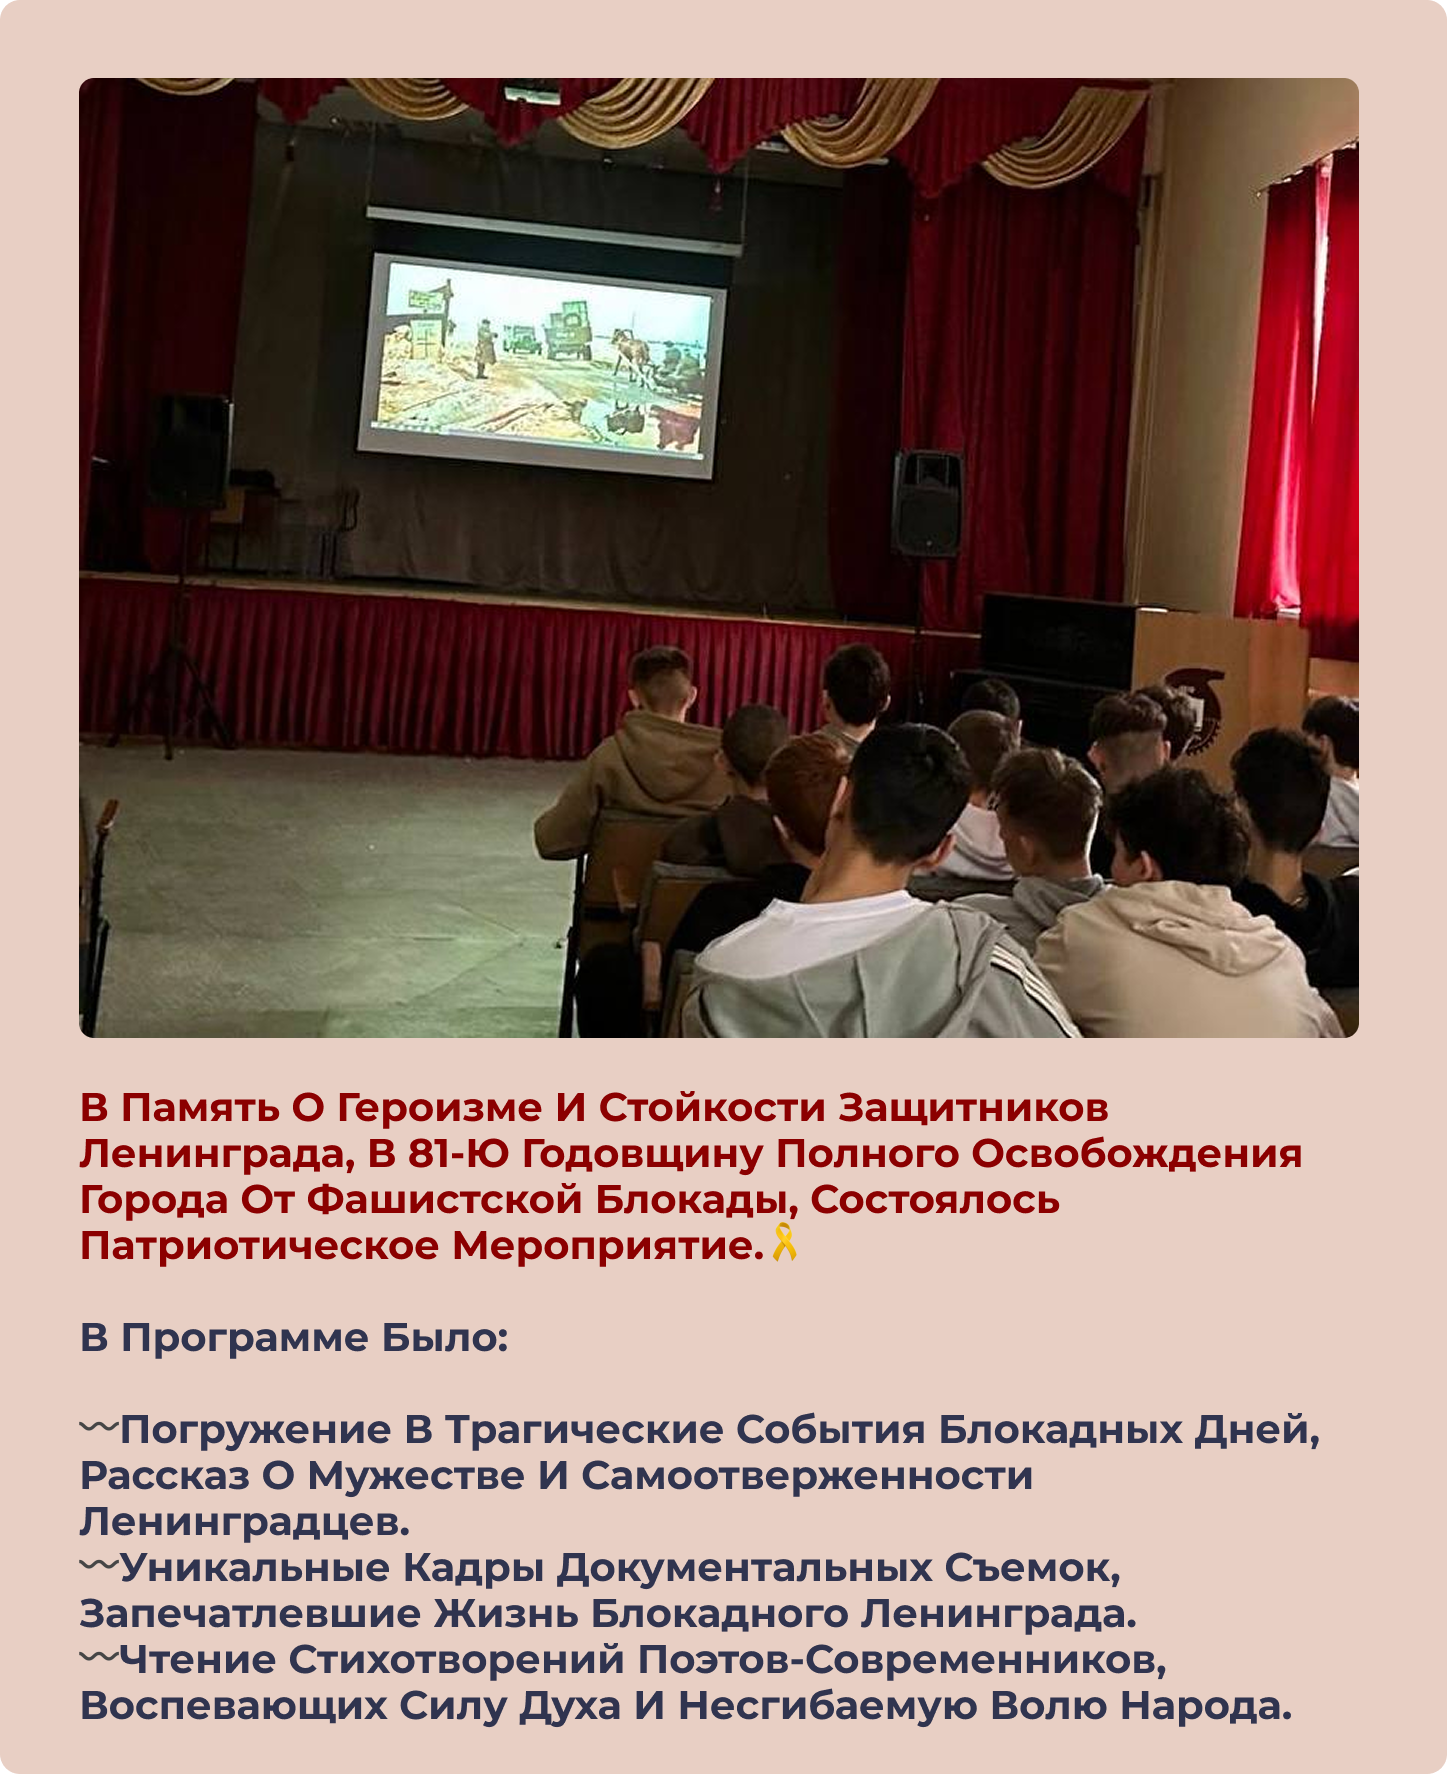 В Память О Героизме И Стойкости Защитников
Ленинграда, В 81-Ю Годовщину Полного Освобождения
Города От Фашистской Блокады, Состоялось
Патриотическое Мероприятие.🎗
В Программе Было:
〰Погружение В Трагические События Блокадных Дней,
Рассказ О Мужестве И Самоотверженности
Ленинградцев.
〰Уникальные Кадры Документальных Съемок,
Запечатлевшие Жизнь Блокадного Ленинграда.
〰Чтение Стихотворений Поэтов-Современников,
Воспевающих Силу Духа И Несгибаемую Волю Народа.